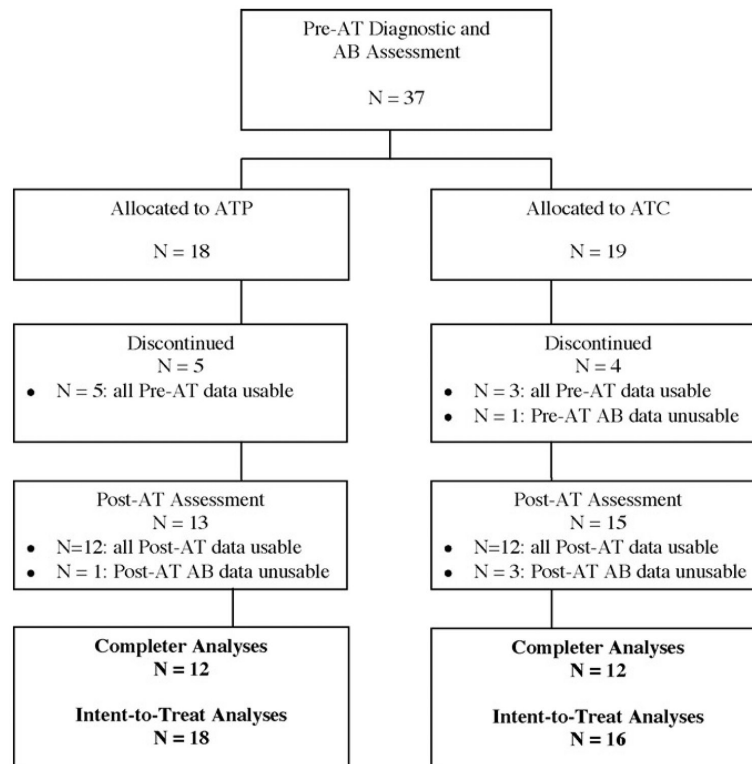 Pre-AT Diagnostic and
AB Assessment
N = 37
Allocated to ATP
N = 18
Allocated to ATC
N = 19
Discontinued
N = 5
• N = 5: all Pre-AT data usable
Discontinued
N = 4
• N = 3: all Pre-AT data usable
• N = 1: Pre-AT AB data unusable
Post-AT Assessment
N = 13
• N=12: all Post-AT data usable
• N = 1: Post-AT AB data unusable
Post-AT Assessment
N = 15
• N=12: all Post-AT data usable
• N = 3: Post-AT AB data unusable
Completer Analyses
N = 12
Intent-to-Treat Analyses
N = 18
Completer Analyses
N = 12
Intent-to-Treat Analyses
N = 16